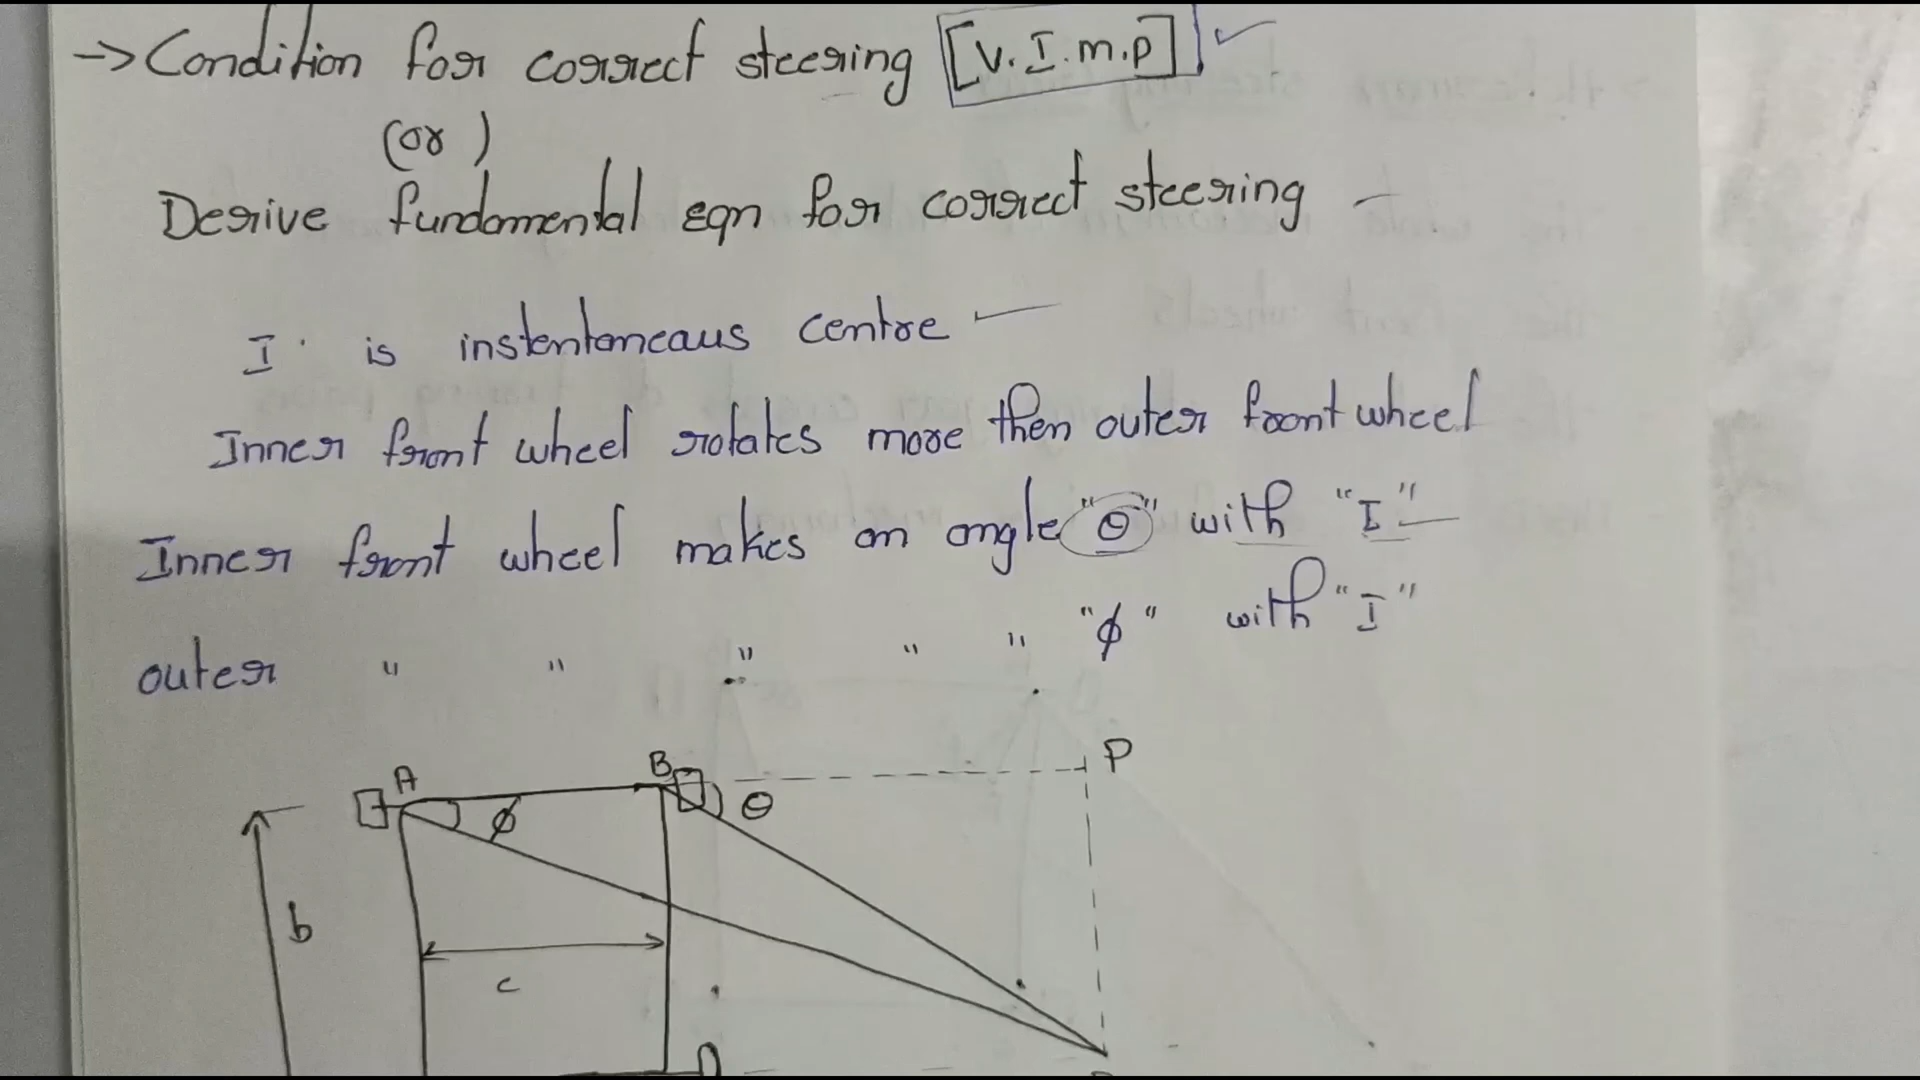 → Condition for correct steering [V.I.m.p]
(or)
Derive fundamental eqn for correct steering
I is instentaneaus centre
Inner front wheel rotates more then outer front wheel
Inner front wheel makes an angle "θ" with "I"
outer " " " " " "ϕ" with "I"
A B P
ϕ θ
b
c
D